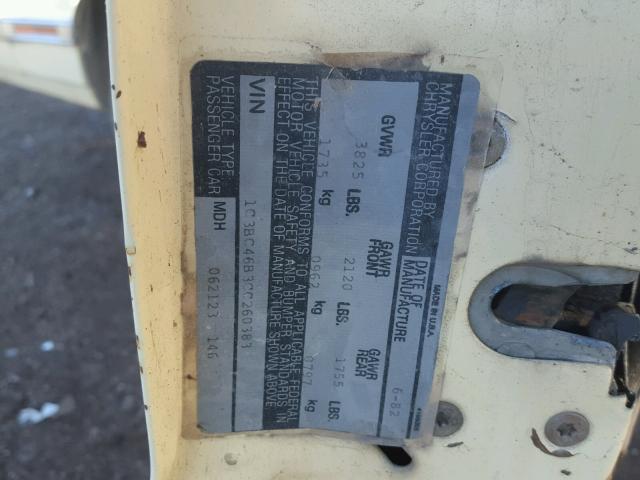 MANUFACTURED BY
CHRYSLER CORPORATION
DATE OF
MANUFACTURE
6-82
MADE IN U.S.A.
GVWR
GAWR
FRONT
GAWR
REAR
3825 LBS. 2120 LBS. 1755 LBS.
1735 kg 0962 kg 0797 kg
THIS VEHICLE CONFORMS TO ALL APPLICABLE FEDERAL
MOTOR VEHICLE SAFETY AND BUMPER STANDARDS IN
EFFECT ON THE DATE OF MANUFACTURE SHOWN ABOVE
VIN 1C3BC46B3CC260383
VEHICLE TYPE
PASSENGER CAR MDH 062123 146